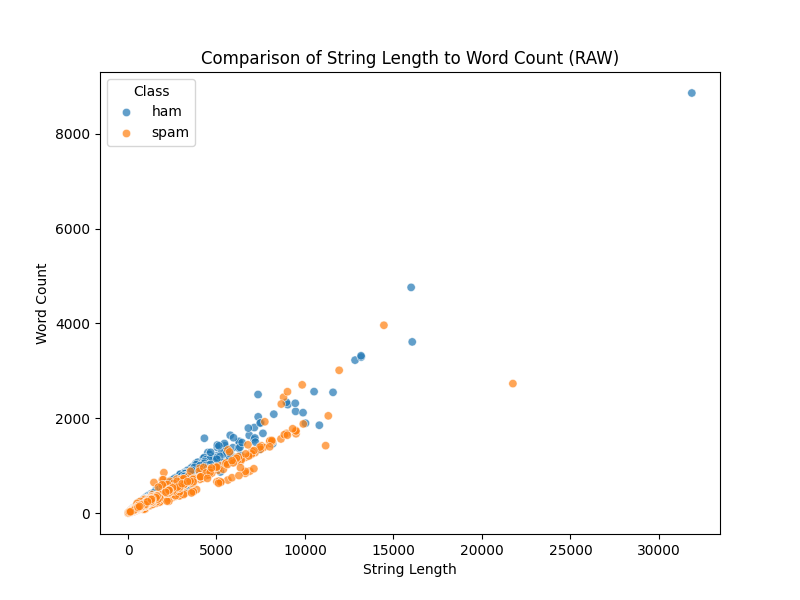 Comparison of String Length to Word Count (RAW)
Class
ham
spam
8000
6000
4000
2000
0
Word Count
0 5000 10000 15000 20000 25000 30000
String Length